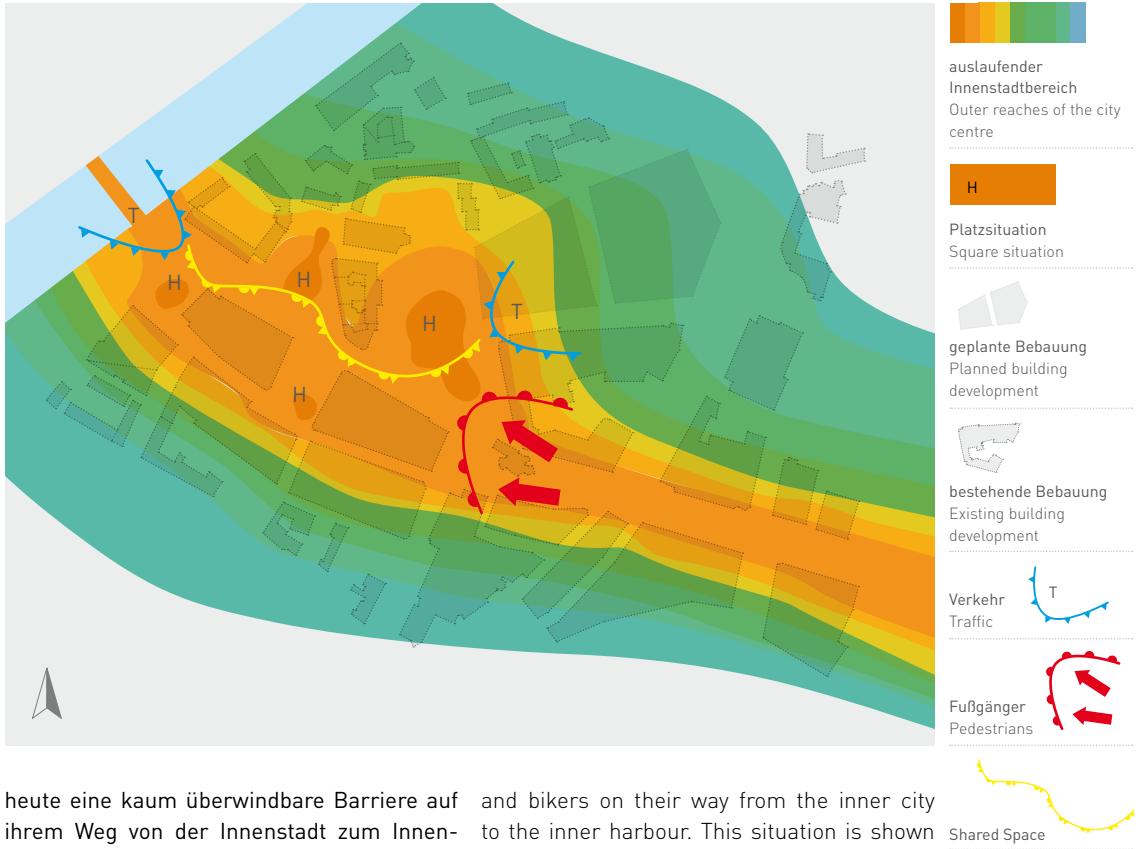 T
H
H
H
T
H
auslaufender
Innenstadtbereich
Outer reaches of the city
centre
H
Platzsituation
Square situation
geplante Bebauung
Planned building
development
bestehende Bebauung
Existing building
development
T
Verkehr
Traffic
Fußgänger
Pedestrians
Shared Space
heute eine kaum überwindbare Barriere auf
ihrem Weg von der Innenstadt zum Innen-
and bikers on their way from the inner city
to the inner harbour. This situation is shown